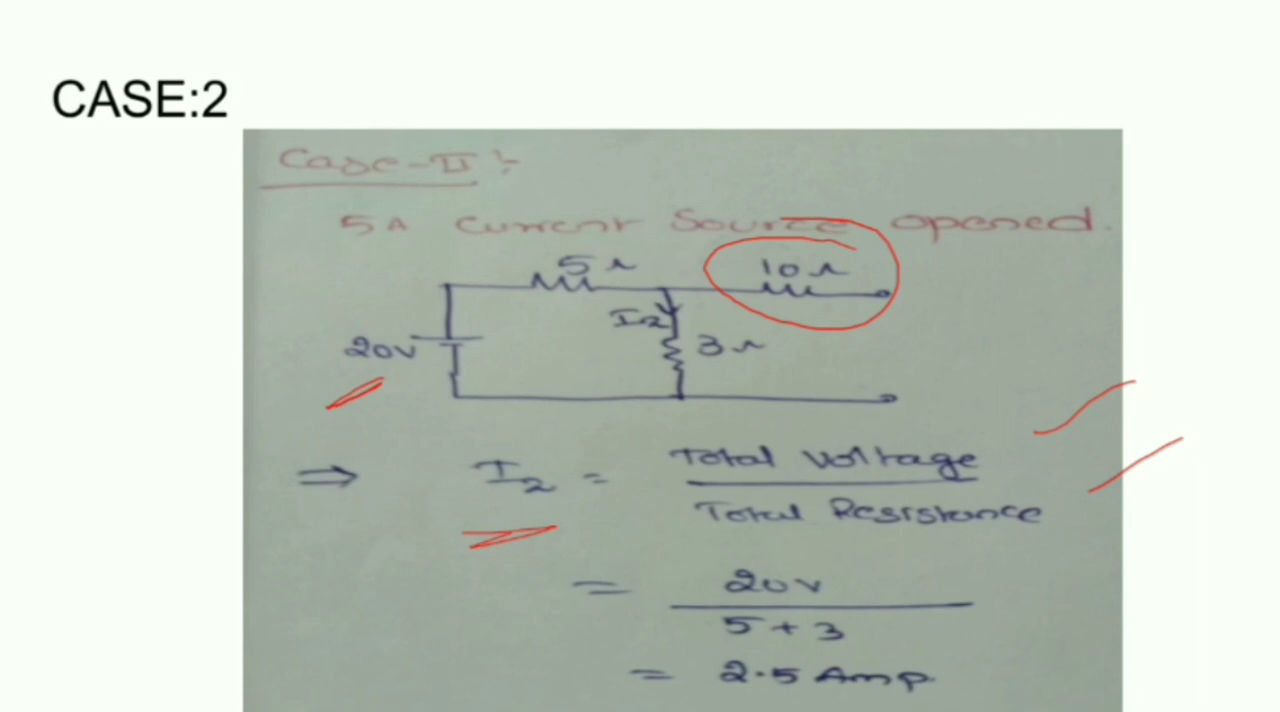 CASE:2
Case-II :-
5A Current Source opened.
5Ω
10Ω
I2
3Ω
20V
⇒ I2 = Total Voltage
Total Resistance
= 20V
5+3
= 2.5 Amp.